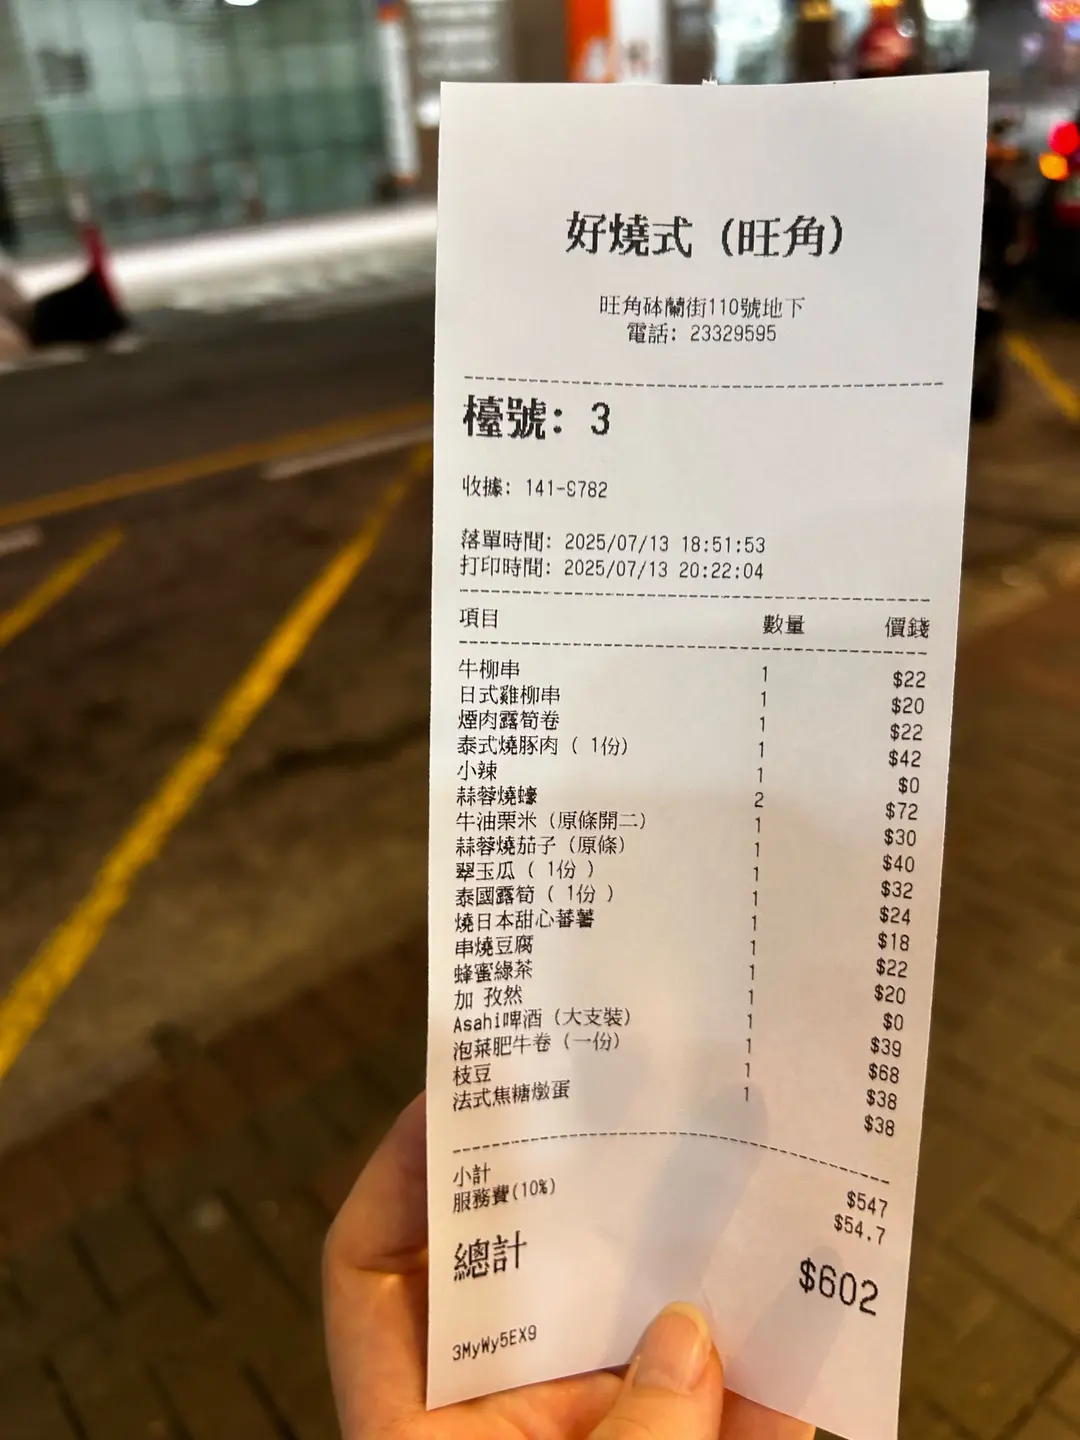 好燒式 (旺角)
旺角砵蘭街110號地下
電話: 23329595
檯號: 3
收據: 141-9782
落單時間: 2025/07/13 18:51:53
打印時間: 2025/07/13 20:22:04
項目 數量 價錢
牛柳串 1 $22
日式雞柳串 1 $20
煙肉露筍卷 1 $22
泰式燒豚肉 ( 1份) 1 $42
小辣 1 $0
蒜蓉燒蠔 2 $72
牛油粟米 (原條開二) 1 $30
蒜蓉燒茄子 (原條) 1 $40
翠玉瓜 ( 1份 ) 1 $32
泰國露筍 ( 1份 ) 1 $24
燒日本甜心蕃薯 1 $18
串燒豆腐 1 $22
蜂蜜綠茶 1 $20
加 孜然 1 $0
Asahi啤酒 (大支裝) 1 $39
泡菜肥牛卷 (一份) 1 $68
枝豆 1 $38
法式焦糖燉蛋 1 $38
小計 $547
服務費(10%) $54.7
總計 $602
3MyWy5EX9